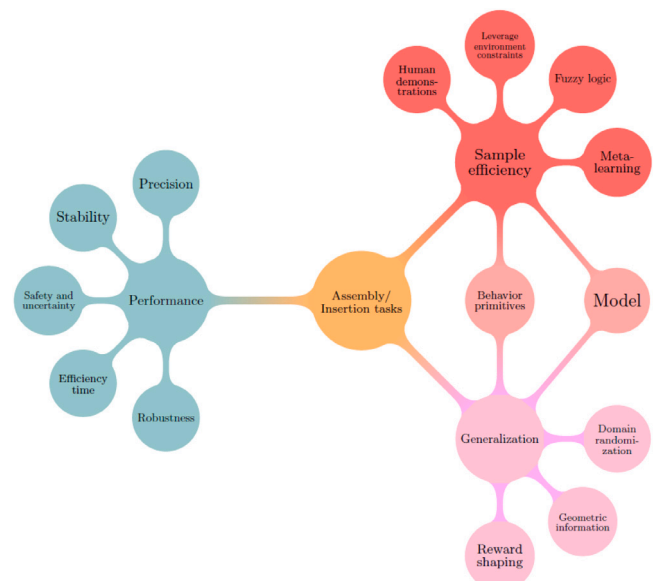 Leverage
environment
constraints
Human
demons-
trations
Fuzzy logic
Sample
efficiency
Meta-
learning
Precision
Stability
Safety and
uncertainty
Performance
Efficiency
time
Robustness
Assembly/
Insertion tasks
Behavior
primitives
Model
Generalization
Domain
randomi-
zation
Geometric
information
Reward
shaping